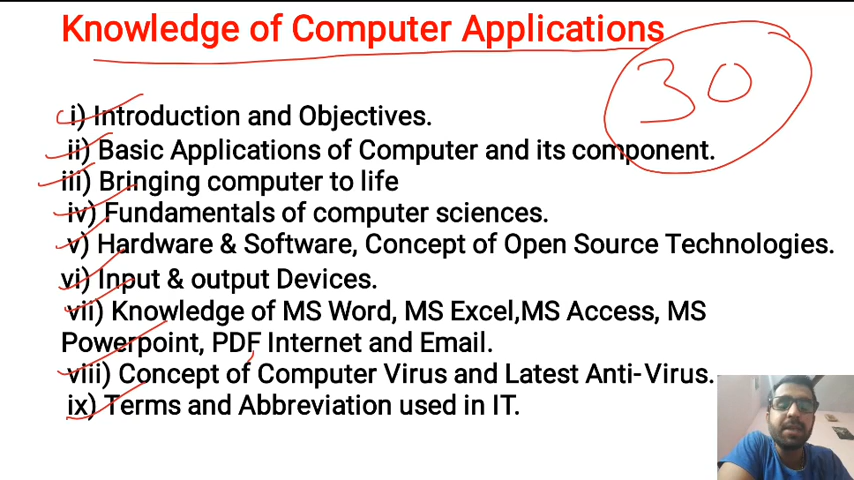 Knowledge of Computer Applications
30
i) Introduction and Objectives.
ii) Basic Applications of Computer and its component.
iii) Bringing computer to life
iv) Fundamentals of computer sciences.
v) Hardware & Software, Concept of Open Source Technologies.
vi) Input & output Devices.
vii) Knowledge of MS Word, MS Excel,MS Access, MS
Powerpoint, PDF Internet and Email.
viii) Concept of Computer Virus and Latest Anti-Virus.
ix) Terms and Abbreviation used in IT.